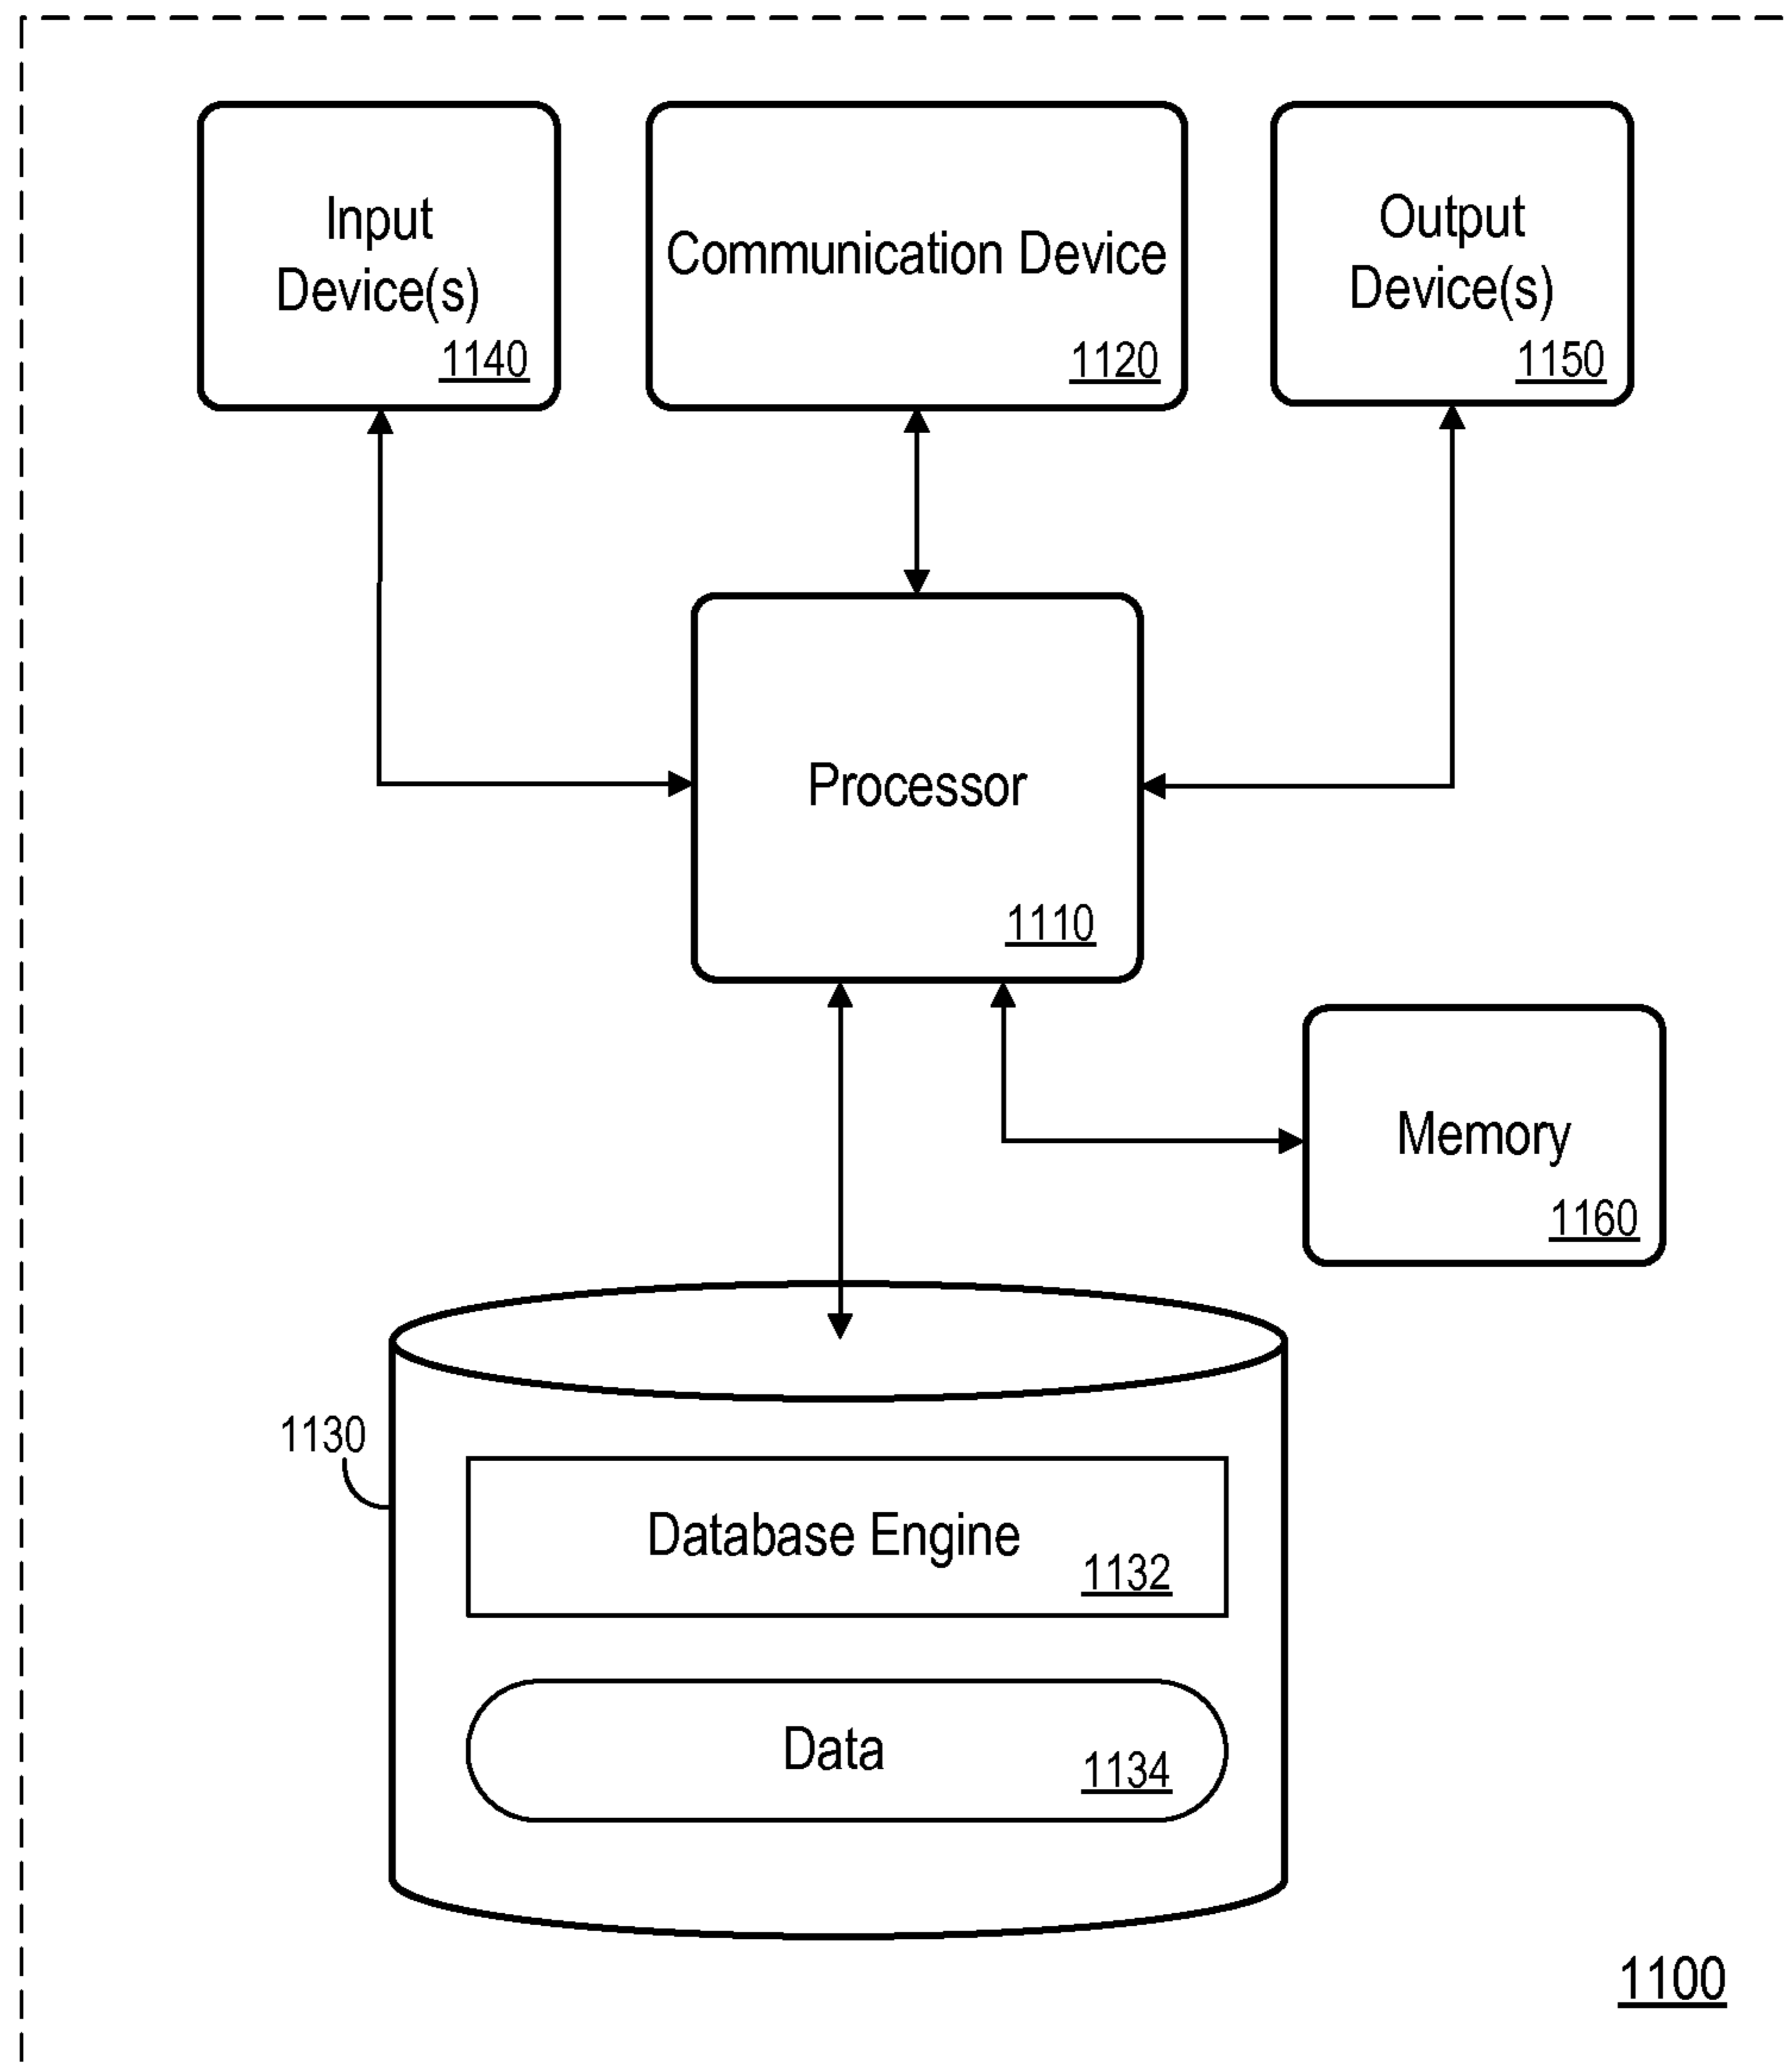 Input
Device(s)
1140
Communication Device
1120
Output
Device(s)
1150
Processor
1110
Memory
1160
1130
Database Engine
1132
Data
1134
1100